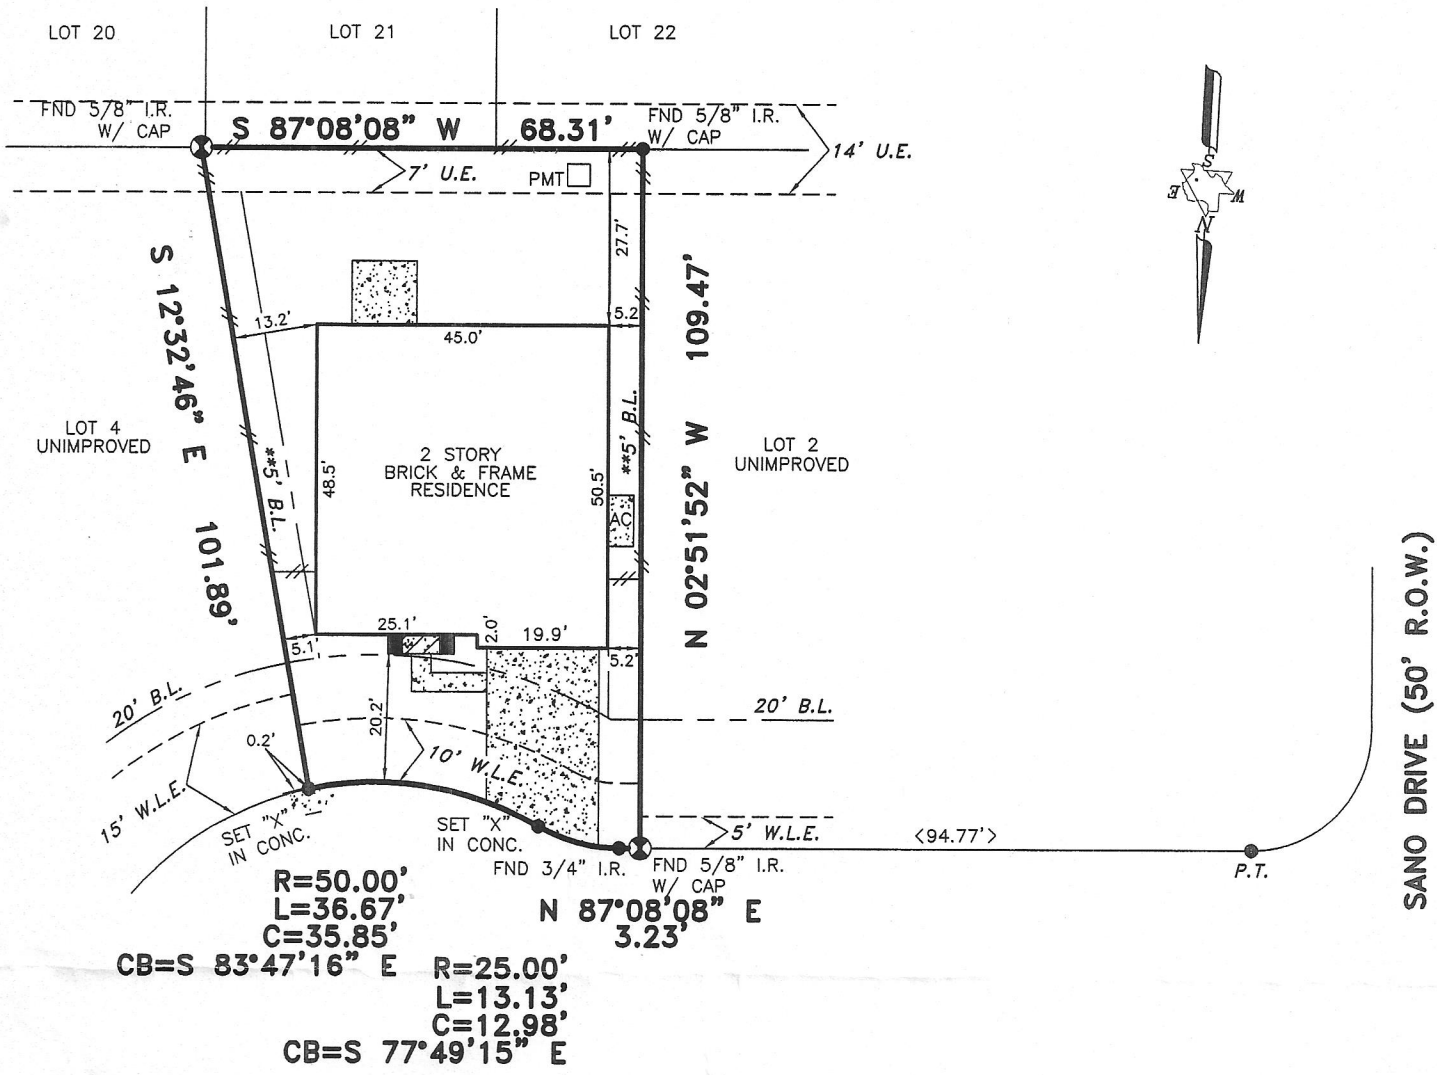 LOT 20
LOT 21
LOT 22
FND 5/8" I.R.
W/ CAP
S 87°08'08" W 68.31'
FND 5/8" I.R.
W/ CAP
14' U.E.
7' U.E.
PMT
S
E
W
N
27.7'
5.2'
13.2'
45.0'
S 12°32'46" E 101.89'
N 02°51'52" W 109.47'
**5' B.L.
**5' B.L.
LOT 4
UNIMPROVED
2 STORY
BRICK & FRAME
RESIDENCE
48.5'
50.5'
AC
LOT 2
UNIMPROVED
SANO DRIVE (50' R.O.W.)
25.1'
2.0'
19.9'
5.1'
5.2'
20' B.L.
20' B.L.
20.2'
0.2'
10' W.L.E
15' W.L.E.
SET "X"
IN CONC.
SET "X"
IN CONC.
5' W.L.E.
<94.77'>
P.T.
FND 3/4" I.R.
FND 5/8" I.R.
W/ CAP
R=50.00'
L=36.67'
C=35.85'
CB=S 83°47'16" E
N 87°08'08" E
3.23'
R=25.00'
L=13.13'
C=12.98'
CB=S 77°49'15" E